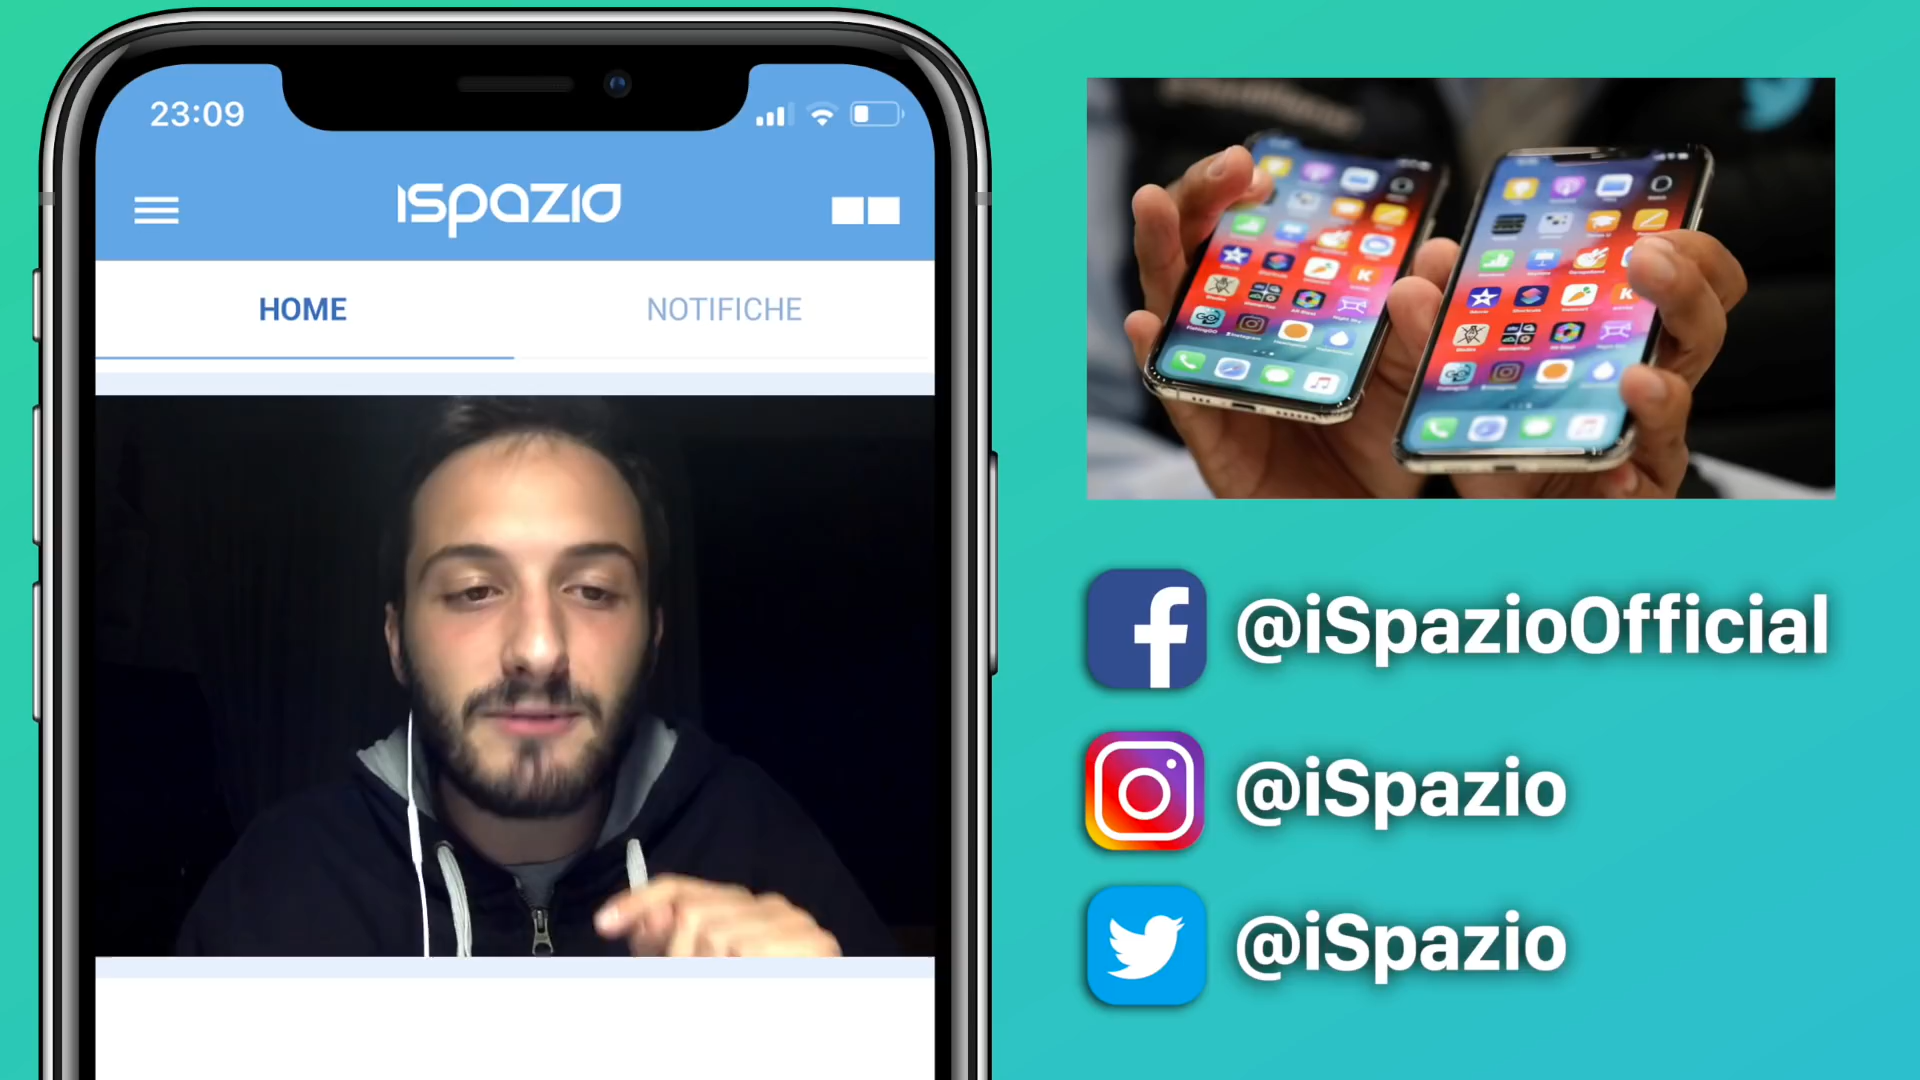 23:09
iSpazio
HOME
NOTIFICHE
@iSpazioOfficial
@iSpazio
@iSpazio